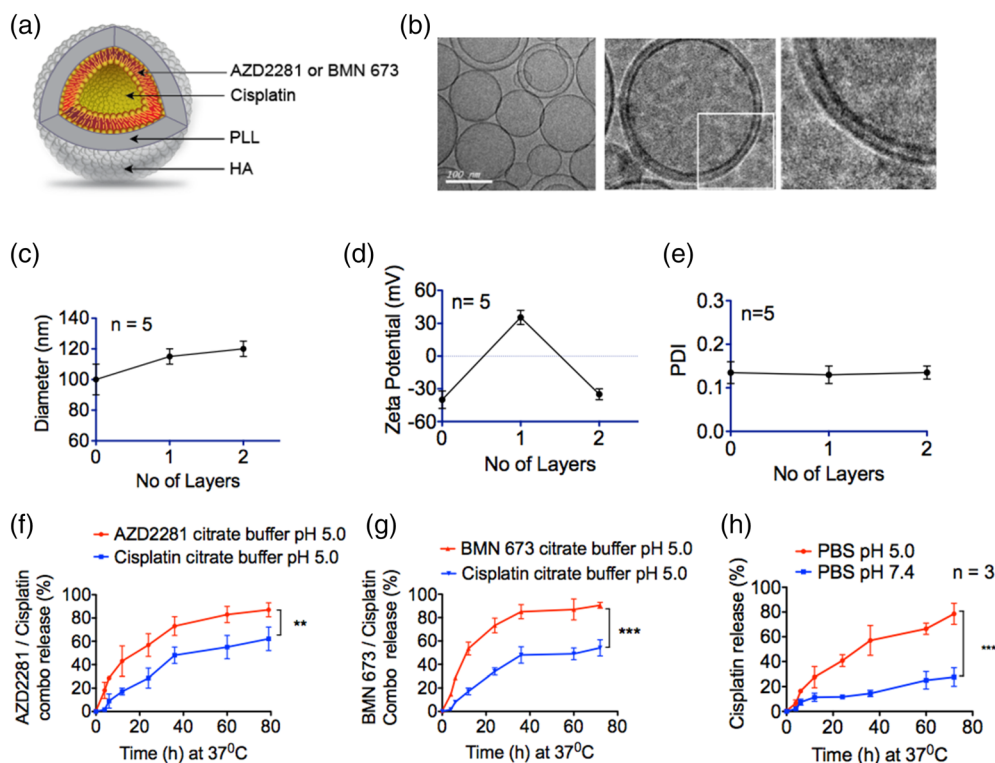 (a)
AZD2281 or BMN 673
Cisplatin
PLL
HA
(b)
100 nm
(c)
n = 5
140
120
100
80
60
0
1
2
Diameter (nm)
No of Layers
(d)
n= 5
60
30
0
-30
-60
0
1
2
Zeta Potential (mV)
No of Layers
(e)
n=5
0.3
0.2
0.1
0.0
0
1
2
PDI
No of Layers
(f)
AZD2281 citrate buffer pH 5.0
Cisplatin citrate buffer pH 5.0
AZD2281 / Cisplatin
combo release (%)
100
80
60
40
20
0
0 20 40 60 80
**
Time (h) at 37⁰C
(g)
BMN 673 citrate buffer pH 5.0
Cisplatin citrate buffer pH 5.0
BMN 673 / Cisplatin
Combo release (%)
100
80
60
40
20
0
0 20 40 60 80
***
Time (h) at 37⁰C
(h)
PBS pH 5.0
PBS pH 7.4
n = 3
Cisplatin release (%)
100
80
60
40
20
0
0 20 40 60 80
***
Time (h) at 37⁰C